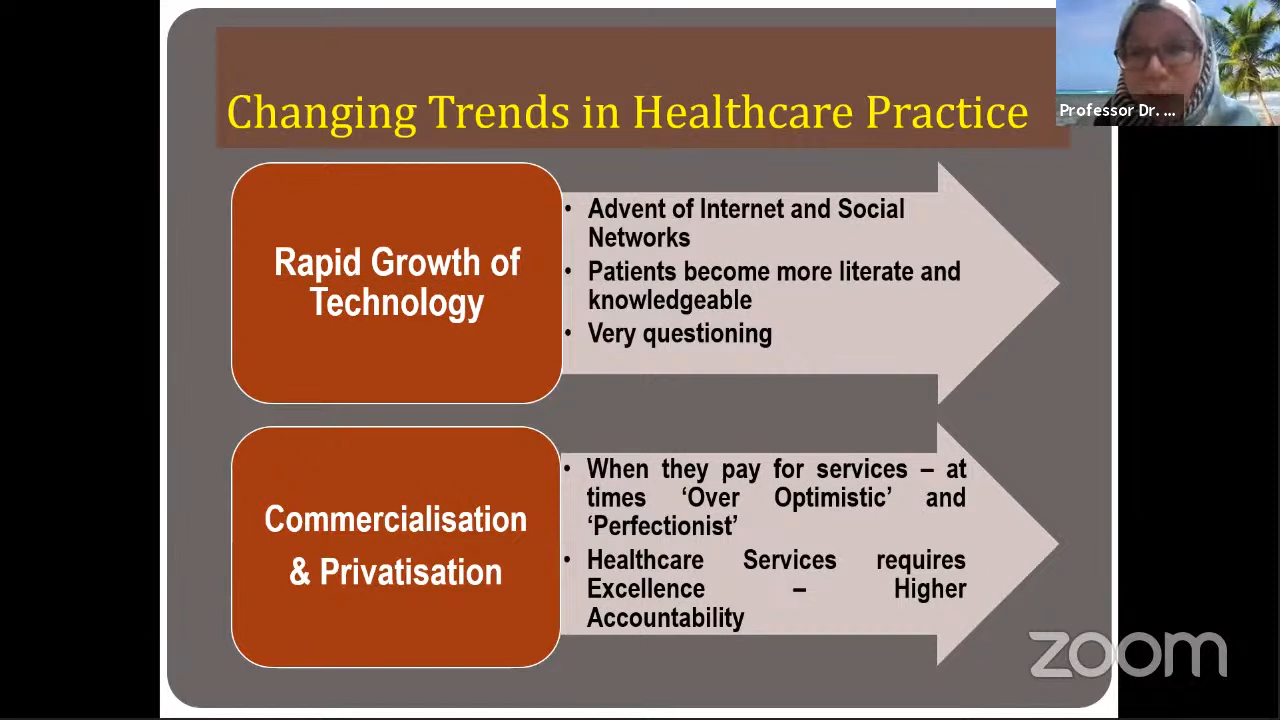 Changing Trends in Healthcare Practice
Professor Dr. ...
Rapid Growth of
Technology
• Advent of Internet and Social
Networks
• Patients become more literate and
knowledgeable
• Very questioning
Commercialisation
& Privatisation
• When they pay for services – at
times ‘Over Optimistic’ and
‘Perfectionist’
• Healthcare Services requires
Excellence – Higher
Accountability
zoom